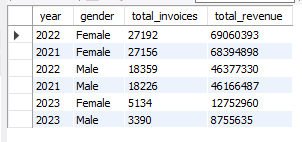 year gender total_invoices total_revenue
2022 Female 27192 69060393
2021 Female 27156 68394898
2022 Male 18359 46377330
2021 Male 18226 46166487
2023 Female 5134 12752960
2023 Male 3390 8755635